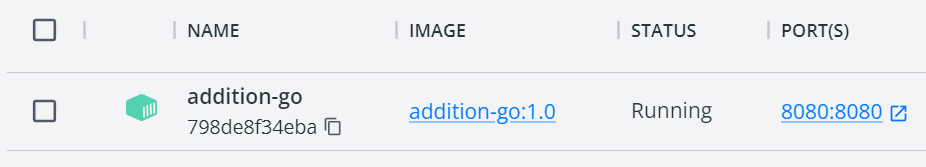 NAME IMAGE STATUS PORT(S)
addition-go
798de8f34eba addition-go:1.0 Running 8080:8080